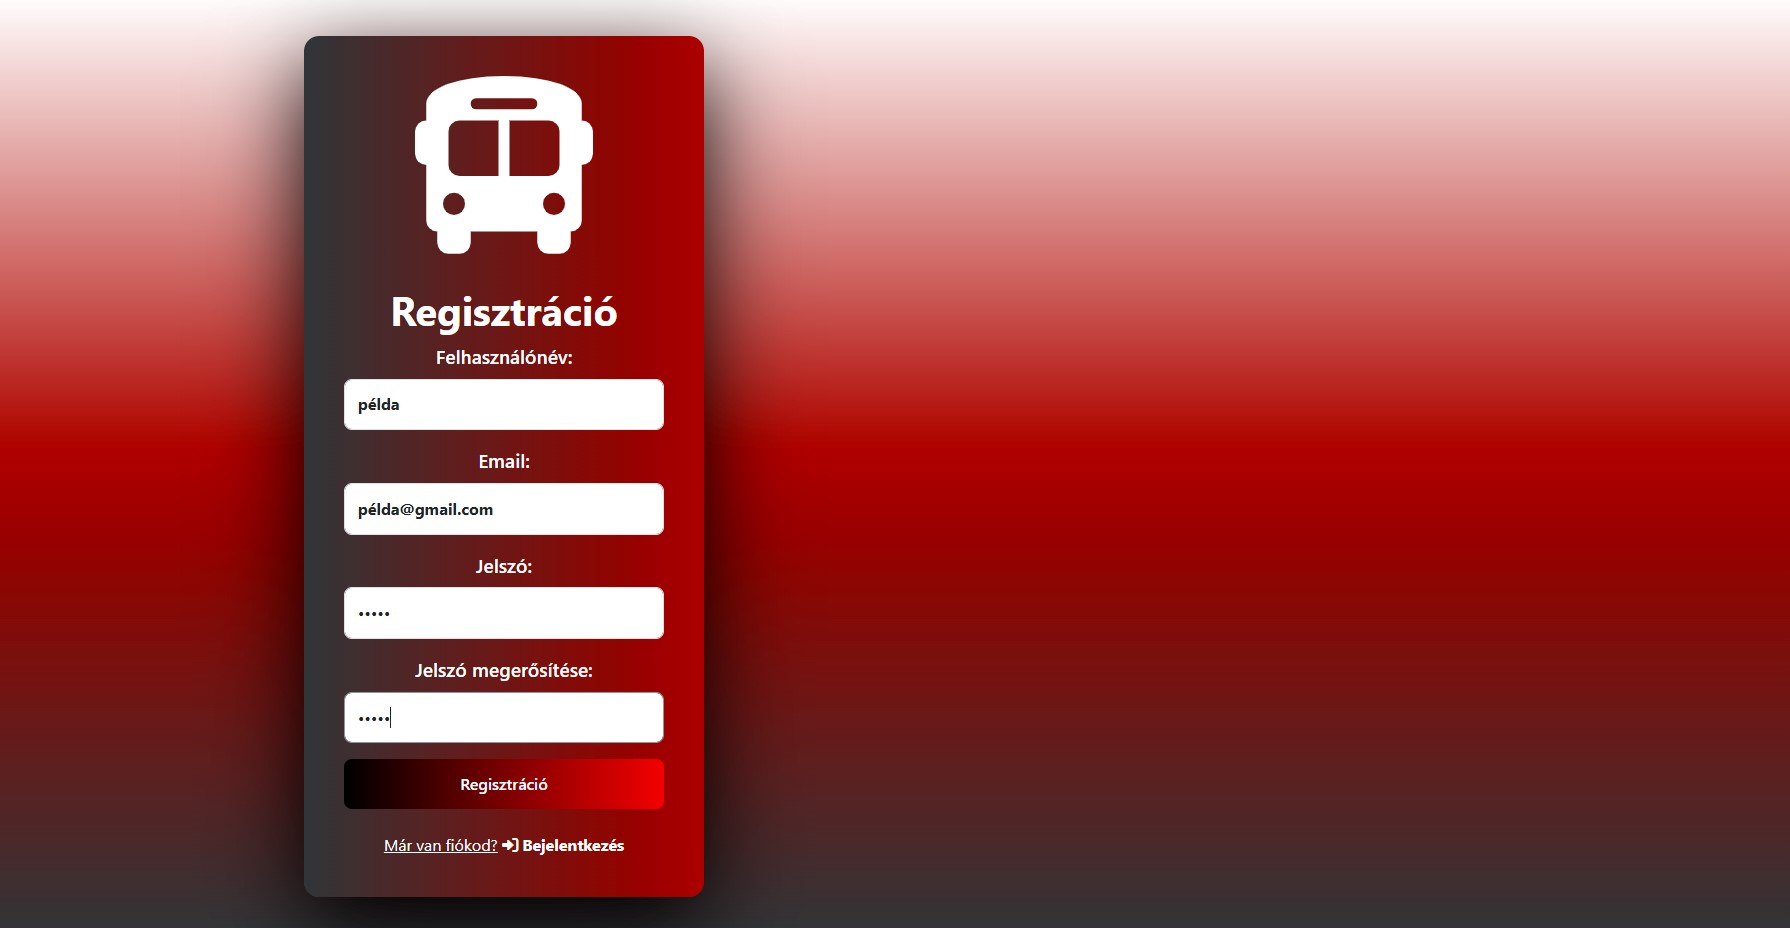 Regisztráció
Felhasználónév:
példa
Email:
példa@gmail.com
Jelszó:
•••••
Jelszó megerősítése:
•••••
Regisztráció
Már van fiókod? Bejelentkezés